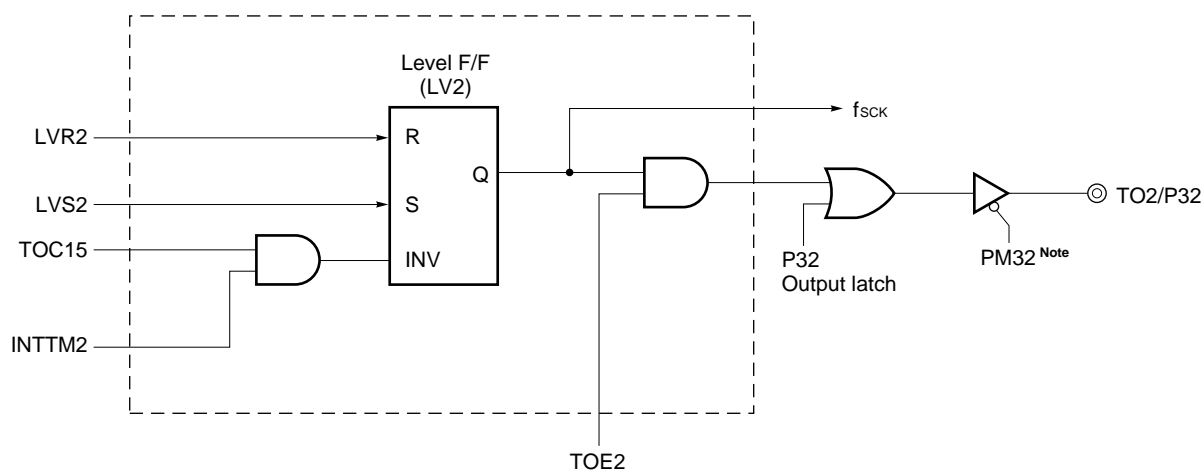 Level F/F
(LV2)
fSCK
LVR2
R
Q
TO2/P32
LVS2
S
TOC15
INV
P32
Output latch
PM32 Note
INTTM2
TOE2